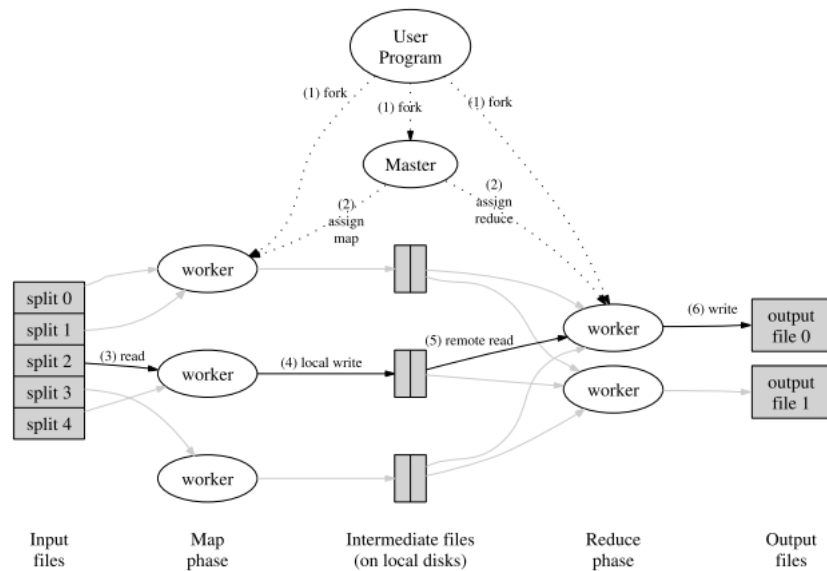 User
Program
(1) fork
(1) fork
(1) fork
Master
(2)
assign
map
(2)
assign
reduce
worker
split 0
split 1
split 2
split 3
split 4
(3) read
worker
(4) local write
(5) remote read
worker
(6) write
output
file 0
worker
output
file 1
worker
Input
files
Map
phase
Intermediate files
(on local disks)
Reduce
phase
Output
files